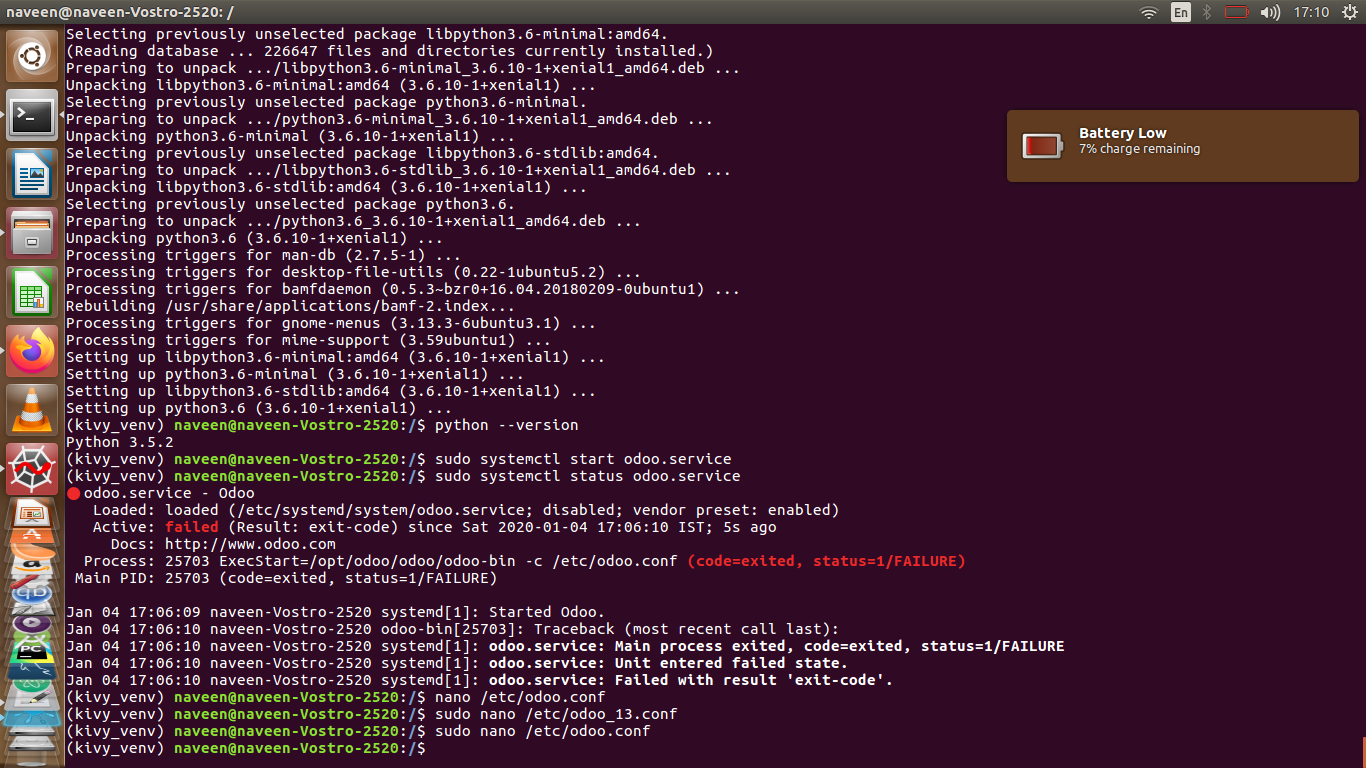 naveen@naveen-Vostro-2520: /
En
17:10
Selecting previously unselected package libpython3.6-minimal:amd64.
(Reading database ... 226647 files and directories currently installed.)
Preparing to unpack .../libpython3.6-minimal_3.6.10-1+xenial1_amd64.deb ...
Unpacking libpython3.6-minimal:amd64 (3.6.10-1+xenial1) ...
Selecting previously unselected package python3.6-minimal.
Preparing to unpack .../python3.6-minimal_3.6.10-1+xenial1_amd64.deb ...
Unpacking python3.6-minimal (3.6.10-1+xenial1) ...
Selecting previously unselected package libpython3.6-stdlib:amd64.
Preparing to unpack .../libpython3.6-stdlib_3.6.10-1+xenial1_amd64.deb ...
Unpacking libpython3.6-stdlib:amd64 (3.6.10-1+xenial1) ...
Selecting previously unselected package python3.6.
Preparing to unpack .../python3.6_3.6.10-1+xenial1_amd64.deb ...
Unpacking python3.6 (3.6.10-1+xenial1) ...
Processing triggers for man-db (2.7.5-1) ...
Processing triggers for desktop-file-utils (0.22-1ubuntu5.2) ...
Processing triggers for bamfdaemon (0.5.3~bzr0+16.04.20180209-0ubuntu1) ...
Rebuilding /usr/share/applications/bamf-2.index...
Processing triggers for gnome-menus (3.13.3-6ubuntu3.1) ...
Processing triggers for mime-support (3.59ubuntu1) ...
Setting up libpython3.6-minimal:amd64 (3.6.10-1+xenial1) ...
Setting up python3.6-minimal (3.6.10-1+xenial1) ...
Setting up libpython3.6-stdlib:amd64 (3.6.10-1+xenial1) ...
Setting up python3.6 (3.6.10-1+xenial1) ...
(kivy_venv) naveen@naveen-Vostro-2520:/$ python --version
Python 3.5.2
(kivy_venv) naveen@naveen-Vostro-2520:/$ sudo systemctl start odoo.service
(kivy_venv) naveen@naveen-Vostro-2520:/$ sudo systemctl status odoo.service
● odoo.service - Odoo
Loaded: loaded (/etc/systemd/system/odoo.service; disabled; vendor preset: enabled)
Active: failed (Result: exit-code) since Sat 2020-01-04 17:06:10 IST; 5s ago
Docs: http://www.odoo.com
Process: 25703 ExecStart=/opt/odoo/odoo/odoo-bin -c /etc/odoo.conf (code=exited, status=1/FAILURE)
Main PID: 25703 (code=exited, status=1/FAILURE)
Jan 04 17:06:09 naveen-Vostro-2520 systemd[1]: Started Odoo.
Jan 04 17:06:10 naveen-Vostro-2520 odoo-bin[25703]: Traceback (most recent call last):
Jan 04 17:06:10 naveen-Vostro-2520 systemd[1]: odoo.service: Main process exited, code=exited, status=1/FAILURE
Jan 04 17:06:10 naveen-Vostro-2520 systemd[1]: odoo.service: Unit entered failed state.
Jan 04 17:06:10 naveen-Vostro-2520 systemd[1]: odoo.service: Failed with result 'exit-code'.
(kivy_venv) naveen@naveen-Vostro-2520:/$ nano /etc/odoo.conf
(kivy_venv) naveen@naveen-Vostro-2520:/$ sudo nano /etc/odoo_13.conf
(kivy_venv) naveen@naveen-Vostro-2520:/$ sudo nano /etc/odoo.conf
(kivy_venv) naveen@naveen-Vostro-2520:/$
Battery Low
7% charge remaining
qb
PC